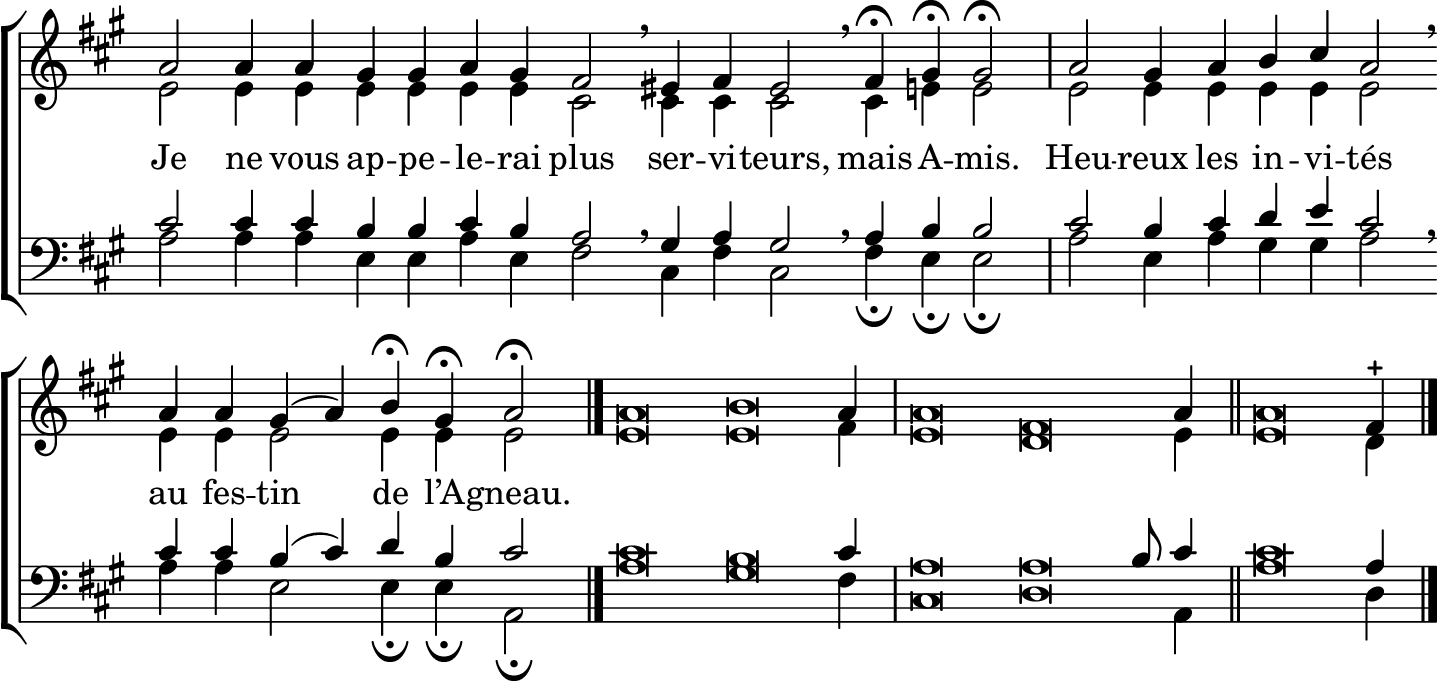 Je ne vous ap - pe - le - rai plus ser - vi - teurs, mais A - mis. Heu - reux les in - vi - tés
au fes - tin de l’A - gneau.